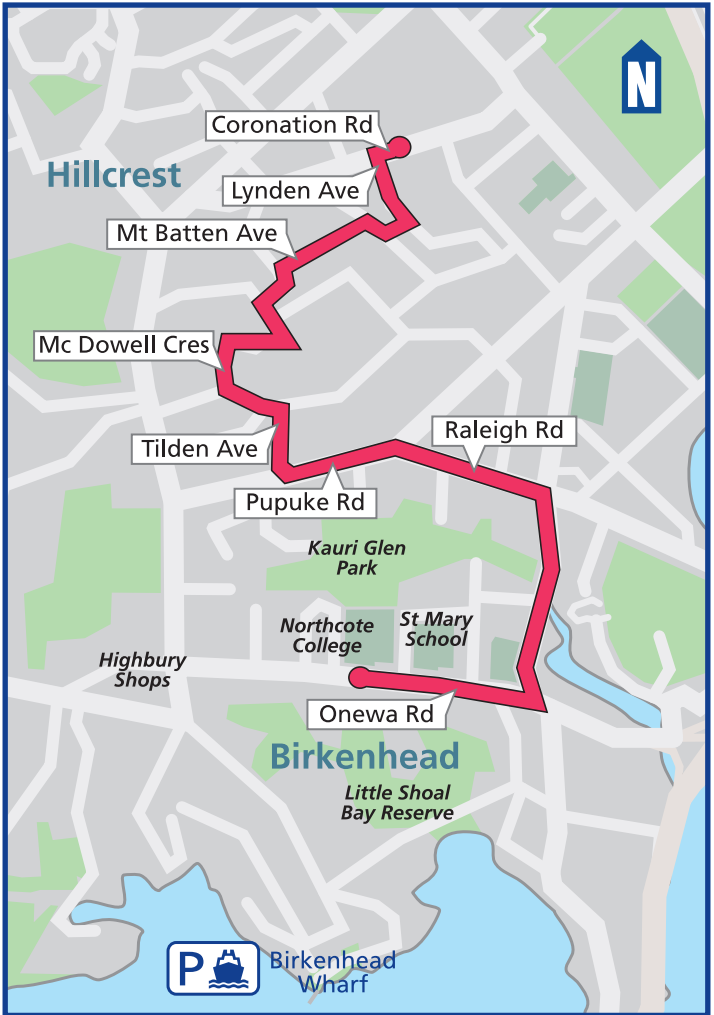 N
Coronation Rd
Hillcrest
Lynden Ave
Mt Batten Ave
Mc Dowell Cres
Raleigh Rd
Tilden Ave
Pupuke Rd
Kauri Glen
Park
Northcote
College
St Mary
School
Highbury
Shops
Onewa Rd
Birkenhead
Little Shoal
Bay Reserve
P
Birkenhead
Wharf